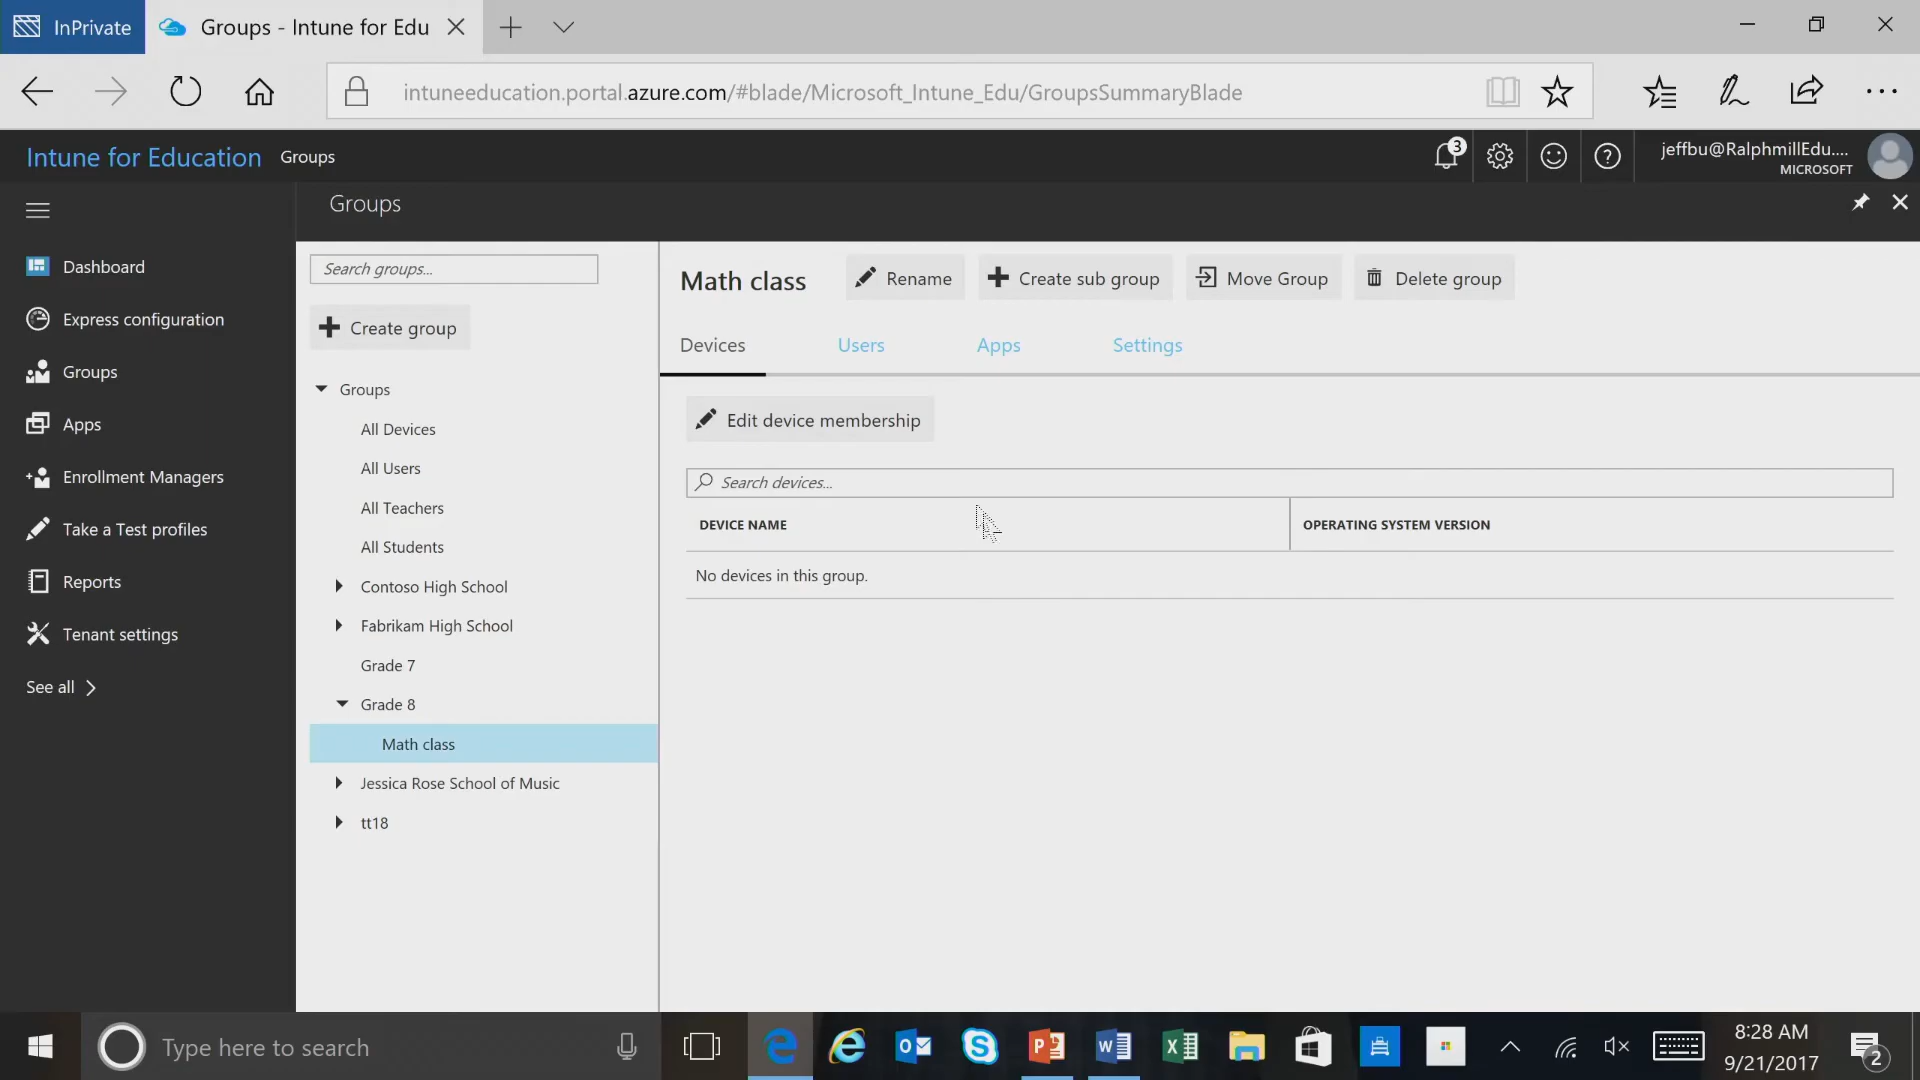 InPrivate
Groups - Intune for Edu
intuneeducation.portal.azure.com/#blade/Microsoft_Intune_Edu/GroupsSummaryBlade
Intune for Education
Groups
3
jeffbu@RalphmillEdu....
MICROSOFT
Groups
Dashboard
Express configuration
Groups
Apps
Enrollment Managers
Take a Test profiles
Reports
Tenant settings
See all
Search groups...
Create group
Groups
All Devices
All Users
All Teachers
All Students
Contoso High School
Fabrikam High School
Grade 7
Grade 8
Math class
Jessica Rose School of Music
tt18
Math class
Rename
Create sub group
Move Group
Delete group
Devices
Users
Apps
Settings
Edit device membership
Search devices...
DEVICE NAME
OPERATING SYSTEM VERSION
No devices in this group.
Type here to search
8:28 AM
9/21/2017
2